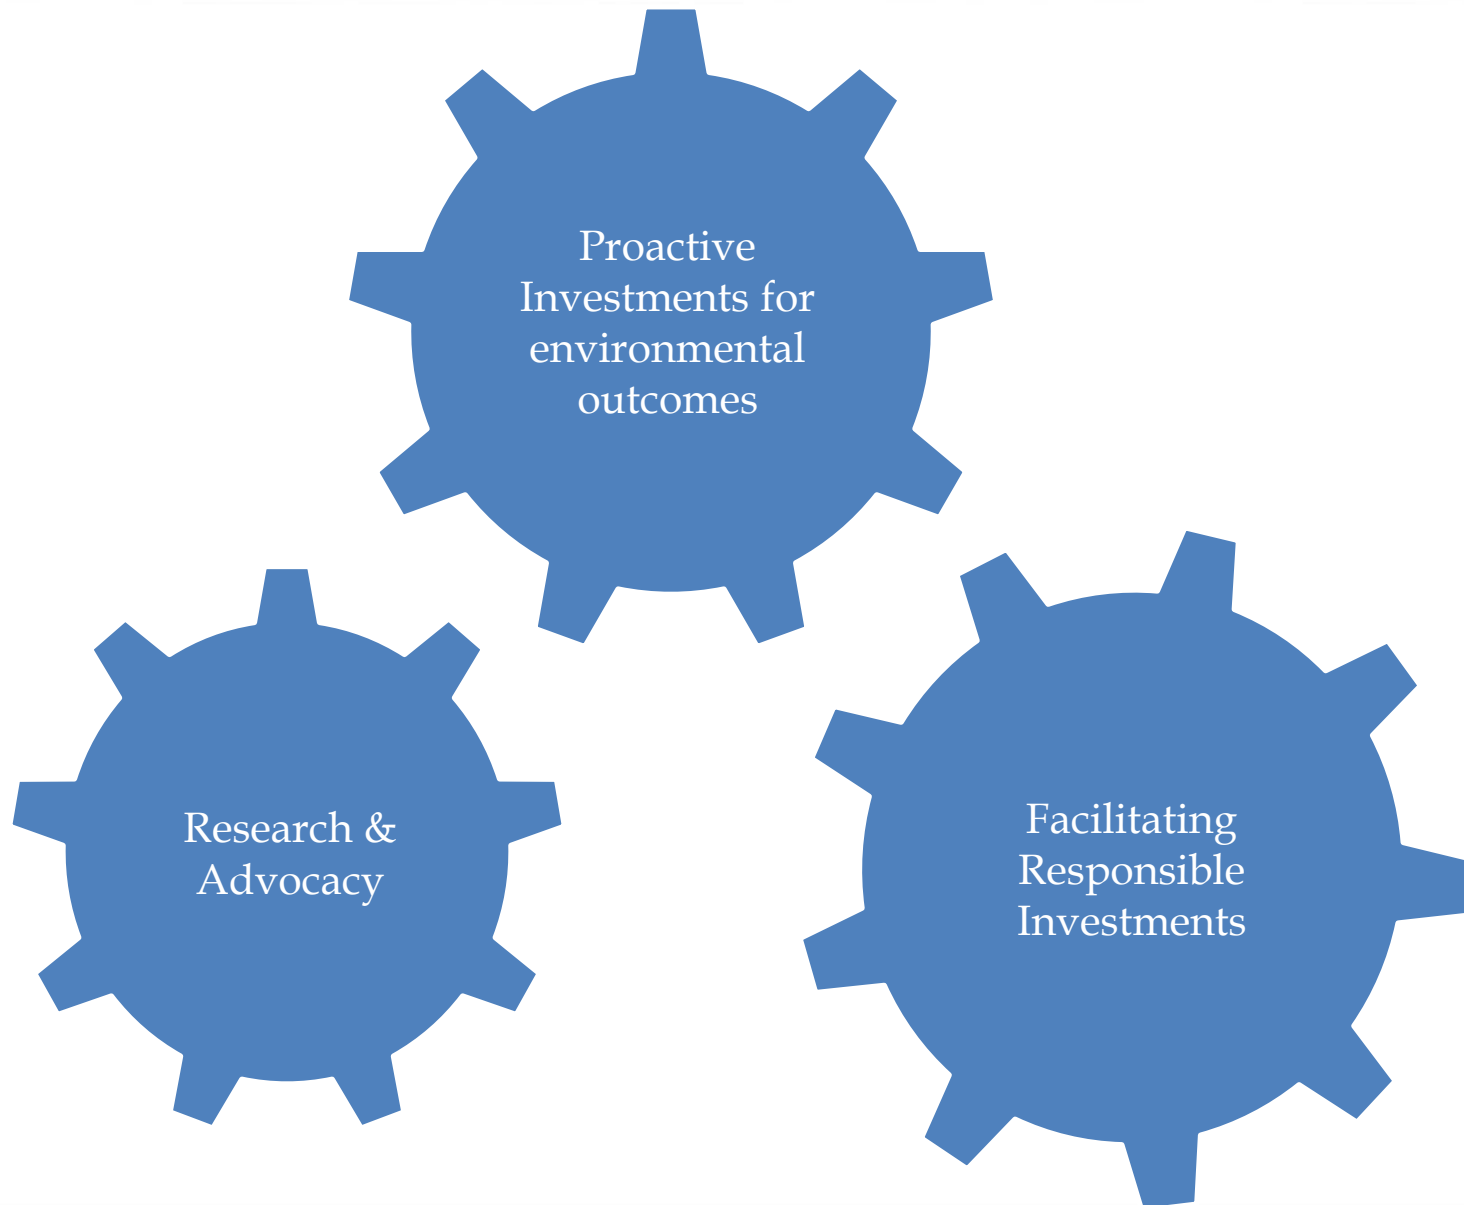 Proactive
Investments for
environmental
outcomes
Research &
Advocacy
Facilitating
Responsible
Investments